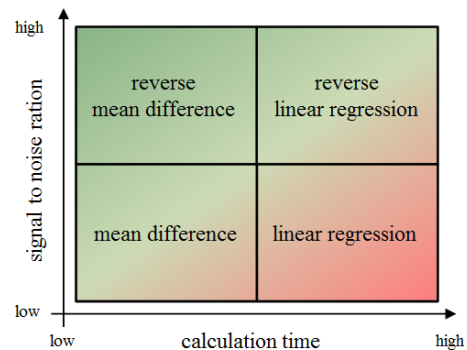 high
signal to noise ration
reverse
mean difference
reverse
linear regression
mean difference
linear regression
low
low
calculation time
high